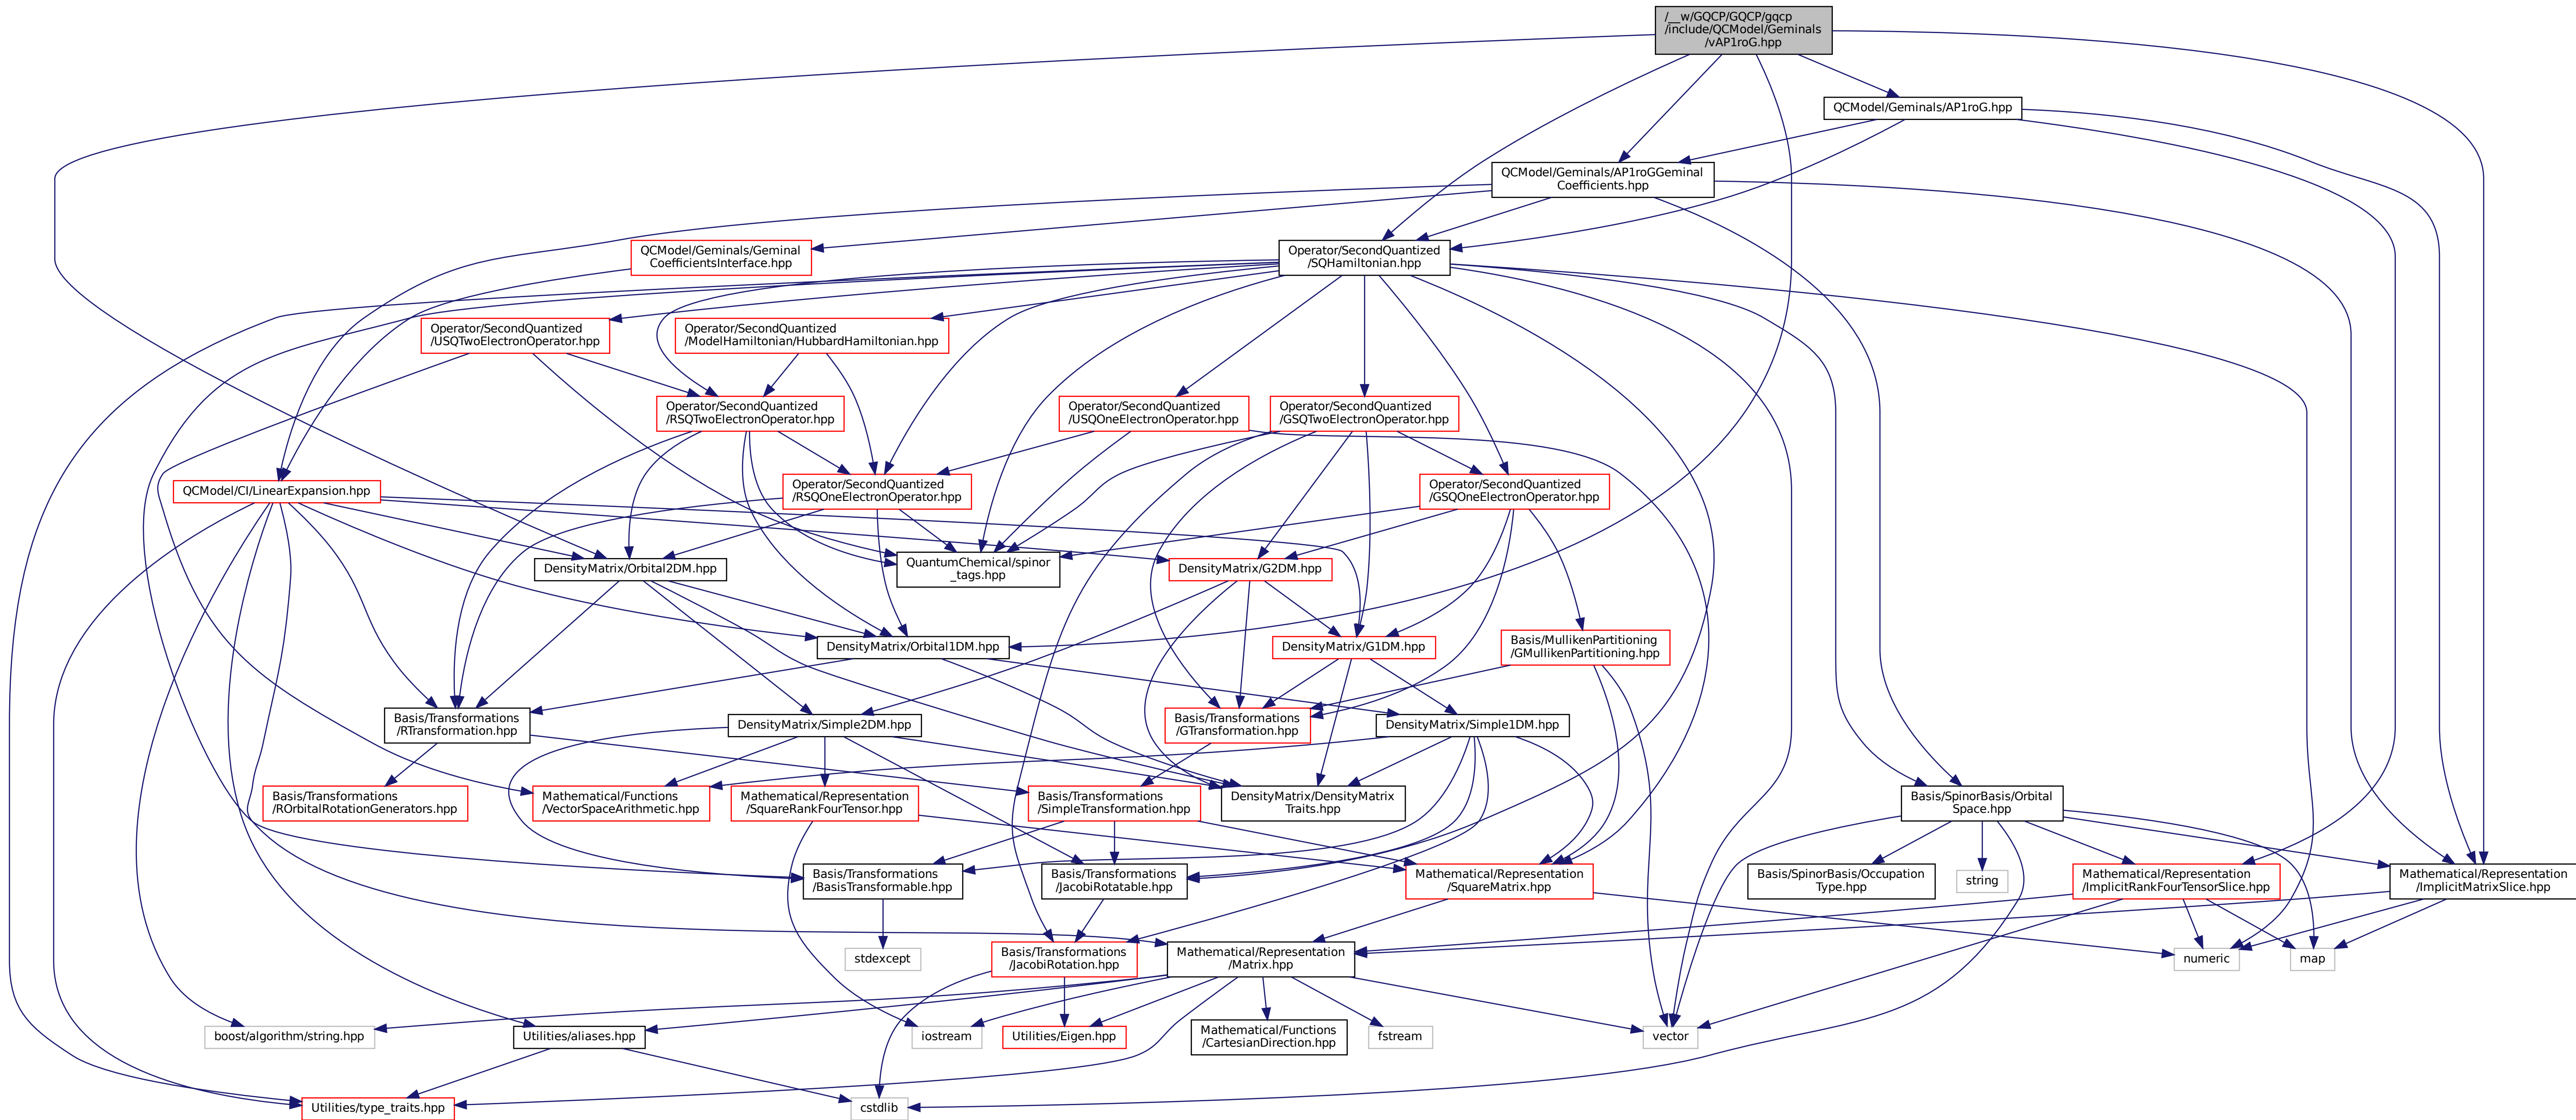 /__w/GQCP/GQCP/gqcp
/include/QCModel/Geminals
/vAP1roG.hpp
QCModel/Geminals/AP1roG.hpp
QCModel/Geminals/AP1roGGeminal
Coefficients.hpp
QCModel/Geminals/Geminal
CoefficientsInterface.hpp
Operator/SecondQuantized
/SQHamiltonian.hpp
Operator/SecondQuantized
/USQTwoElectronOperator.hpp
Operator/SecondQuantized
/ModelHamiltonian/HubbardHamiltonian.hpp
Operator/SecondQuantized
/RSQTwoElectronOperator.hpp
Operator/SecondQuantized
/USQOneElectronOperator.hpp
Operator/SecondQuantized
/GSQTwoElectronOperator.hpp
QCModel/CI/LinearExpansion.hpp
Operator/SecondQuantized
/RSQOneElectronOperator.hpp
Operator/SecondQuantized
/GSQOneElectronOperator.hpp
DensityMatrix/Orbital2DM.hpp
QuantumChemical/spinor
_tags.hpp
DensityMatrix/G2DM.hpp
DensityMatrix/Orbital1DM.hpp
DensityMatrix/G1DM.hpp
Basis/MullikenPartitioning
/GMullikenPartitioning.hpp
Basis/Transformations
/RTransformation.hpp
DensityMatrix/Simple2DM.hpp
Basis/Transformations
/GTransformation.hpp
DensityMatrix/Simple1DM.hpp
Basis/Transformations
/ROrbitalRotationGenerators.hpp
Mathematical/Functions
/VectorSpaceArithmetic.hpp
Mathematical/Representation
/SquareRankFourTensor.hpp
Basis/Transformations
/SimpleTransformation.hpp
DensityMatrix/DensityMatrix
Traits.hpp
Basis/SpinorBasis/Orbital
Space.hpp
Basis/Transformations
/BasisTransformable.hpp
Basis/Transformations
/JacobiRotatable.hpp
Mathematical/Representation
/SquareMatrix.hpp
Basis/SpinorBasis/Occupation
Type.hpp
string
Mathematical/Representation
/ImplicitRankFourTensorSlice.hpp
Mathematical/Representation
/ImplicitMatrixSlice.hpp
stdexcept
Basis/Transformations
/JacobiRotation.hpp
Mathematical/Representation
/Matrix.hpp
numeric
map
boost/algorithm/string.hpp
Utilities/aliases.hpp
iostream
Utilities/Eigen.hpp
Mathematical/Functions
/CartesianDirection.hpp
fstream
vector
Utilities/type_traits.hpp
cstdlib